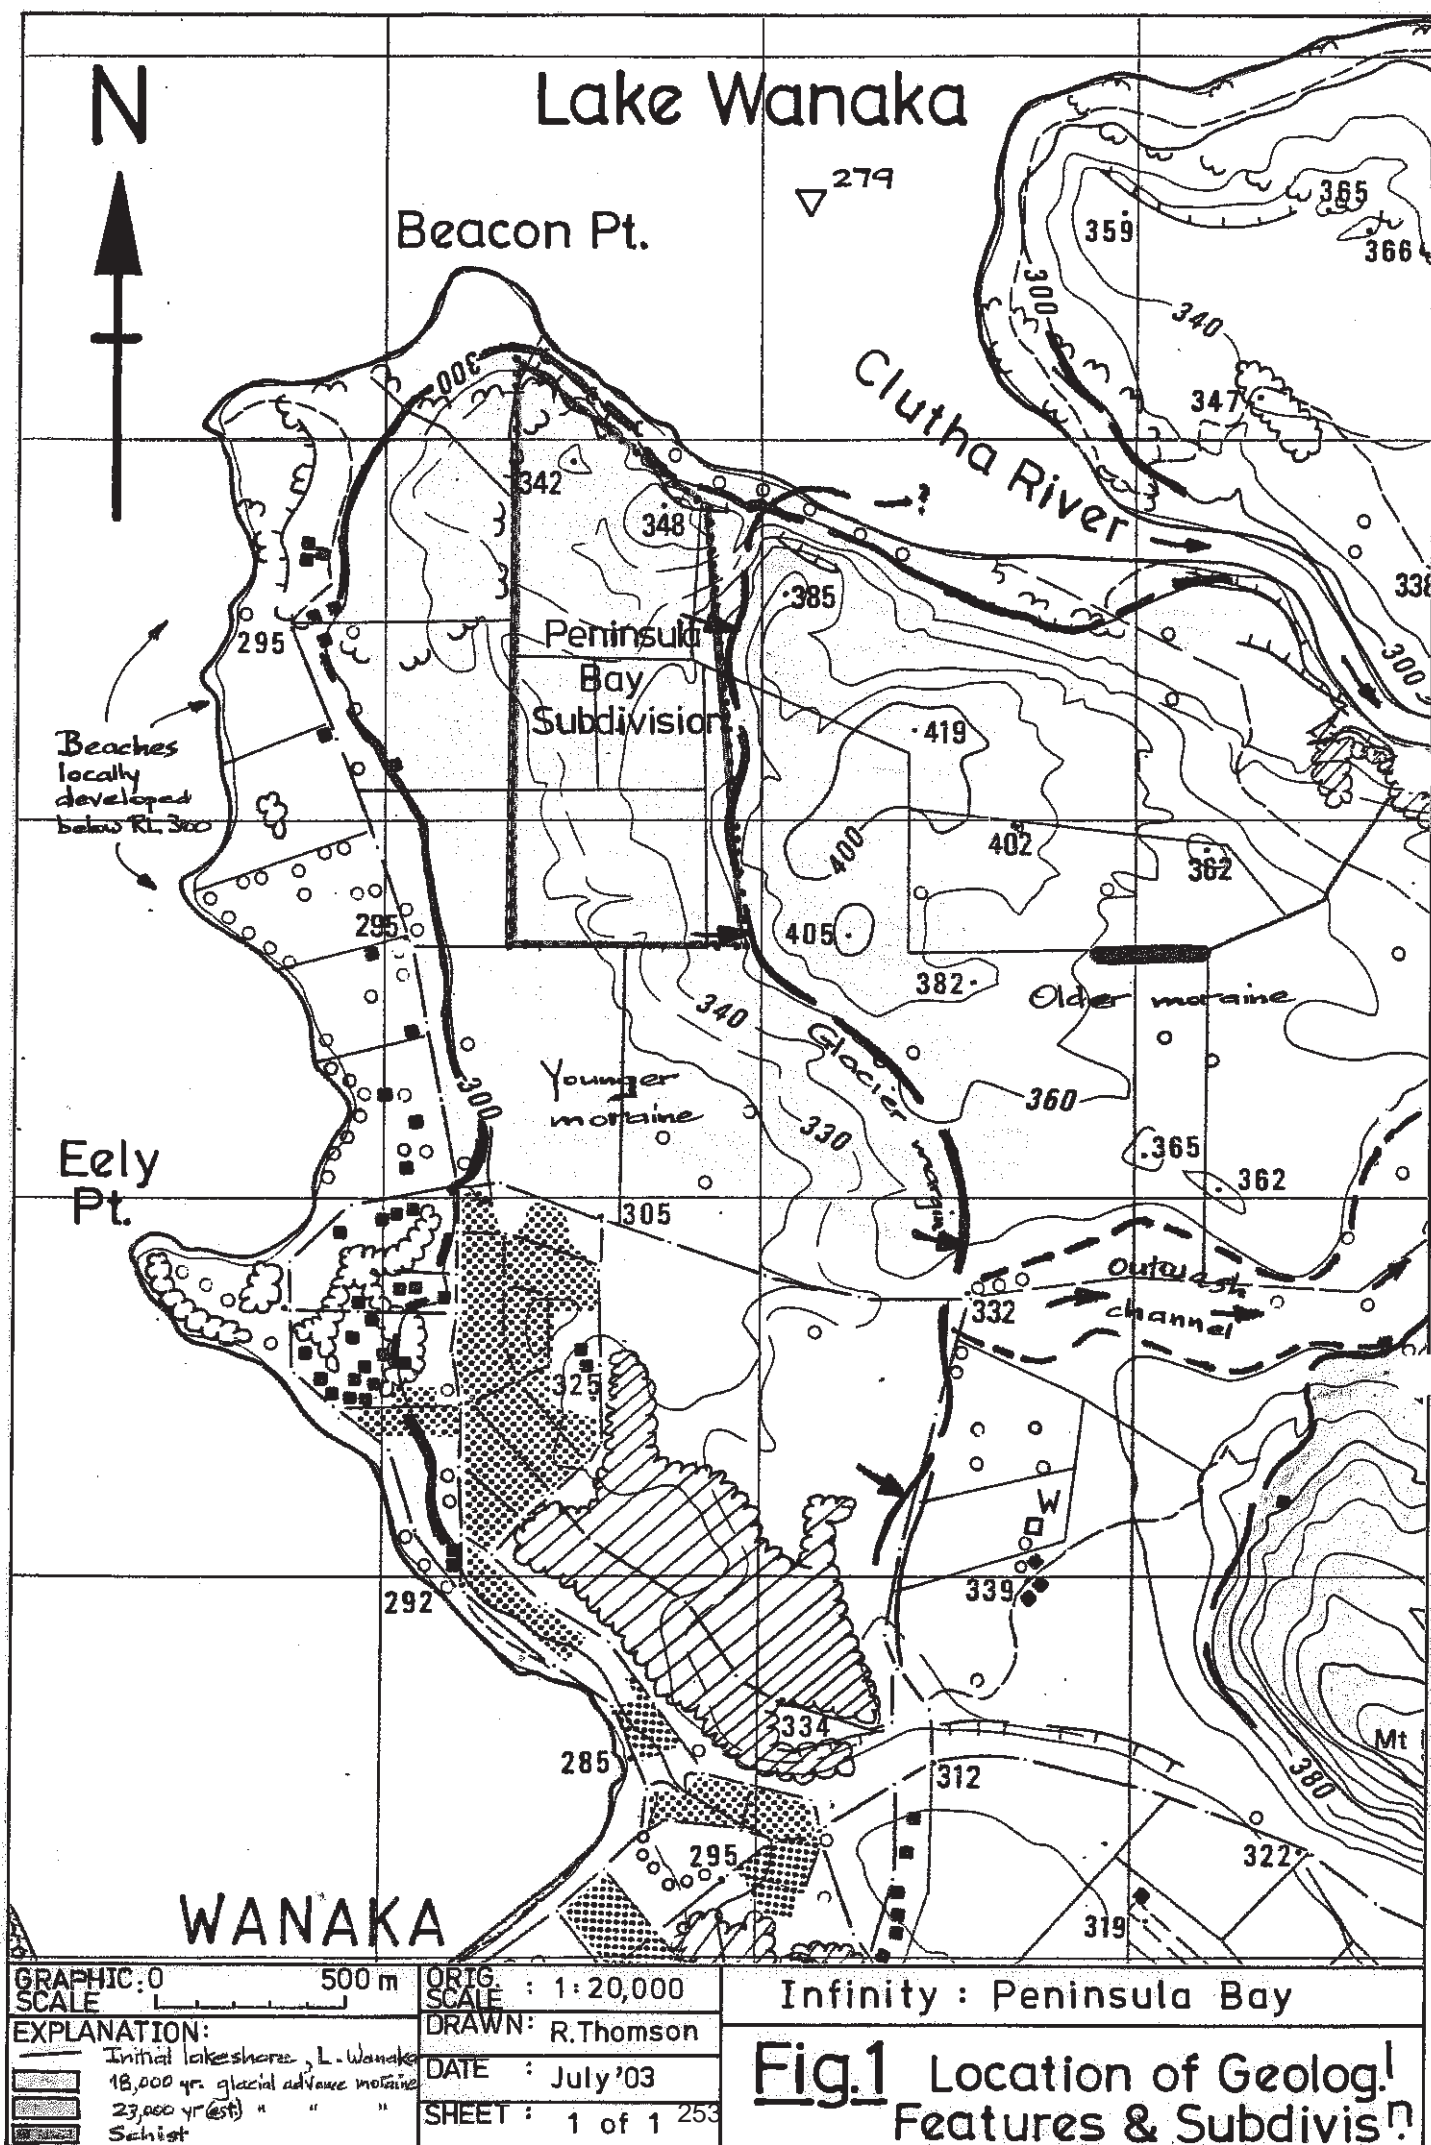 N
Lake Wanaka
279
Beacon Pt.
365
359
366
300
340
300
Clutha River
347
342
?
348
338
385
295
Peninsula
Bay
Subdivision
300
419
Beaches
locally
developed
below RL 300
400
402
362
295
405
382
Older moraine
340
Glacier margin
Younger
moraine
300
360
330
365
Eely
Pt.
362
305
Outwash
channel
332
325
W
339
292
334
285
Mt
312
380
295
322
WANAKA
319
GRAPHIC SCALE : 0 500 m
ORIG. SCALE : 1:20,000
Infinity : Peninsula Bay
EXPLANATION:
DRAWN: R.Thomson
Initial lakeshore, L. Wanaka
18,000 yr. glacial advance moraine
DATE : July '03
23,000 yr (est) " " "
Schist
SHEET : 1 of 1
253
Fig.1 Location of Geolog.l
Features & Subdivis.n